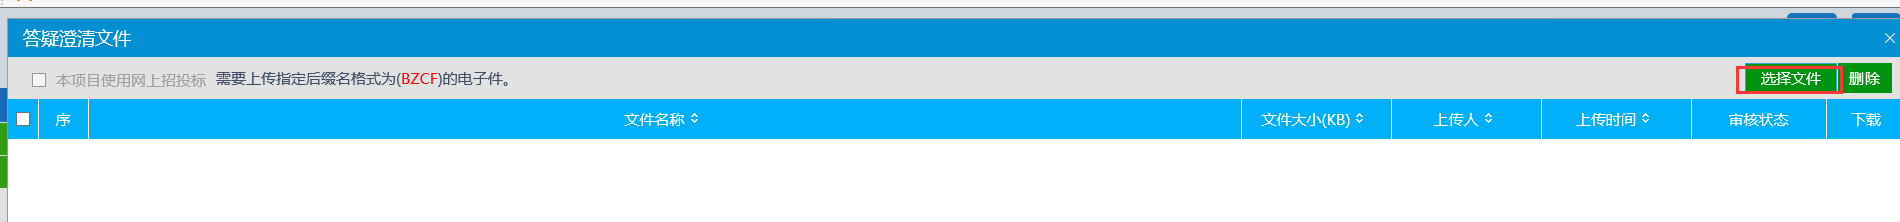 答疑澄清文件
本项目使用网上招投标 需要上传指定后缀名格式为(BZCF)的电子件。 选择文件 删除
序 文件名称 文件大小(KB) 上传人 上传时间 审核状态 下载